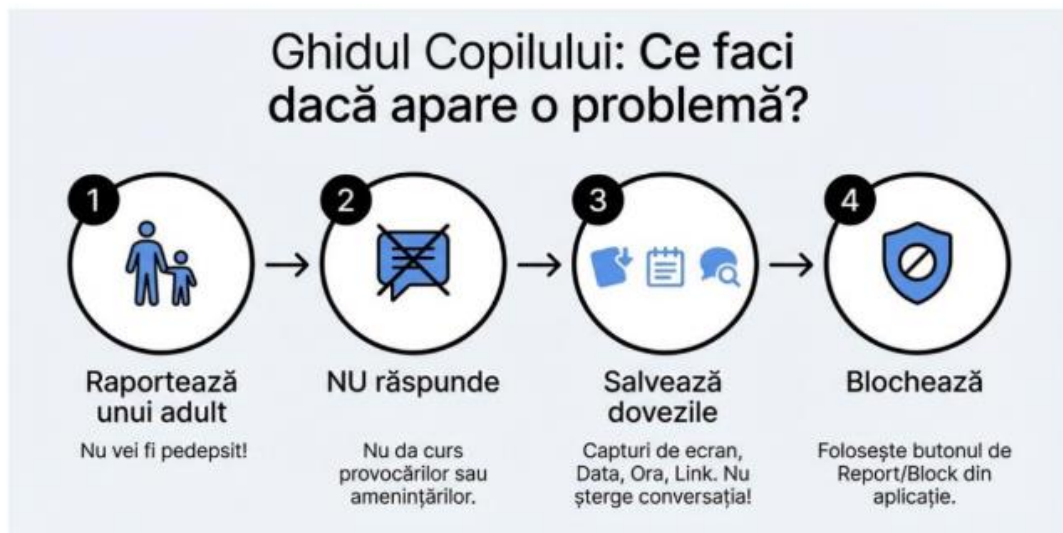 Ghidul Copilului: Ce faci
dacă apare o problemă?
1
2
3
4
Raportează
unui adult
Nu vei fi pedepsit!
NU răspunde
Nu da curs
provocărilor sau
amenințărilor.
Salvează
dovezile
Capturi de ecran,
Data, Ora, Link. Nu
șterge conversația!
Blochează
Folosește butonul de
Report/Block din
aplicație.